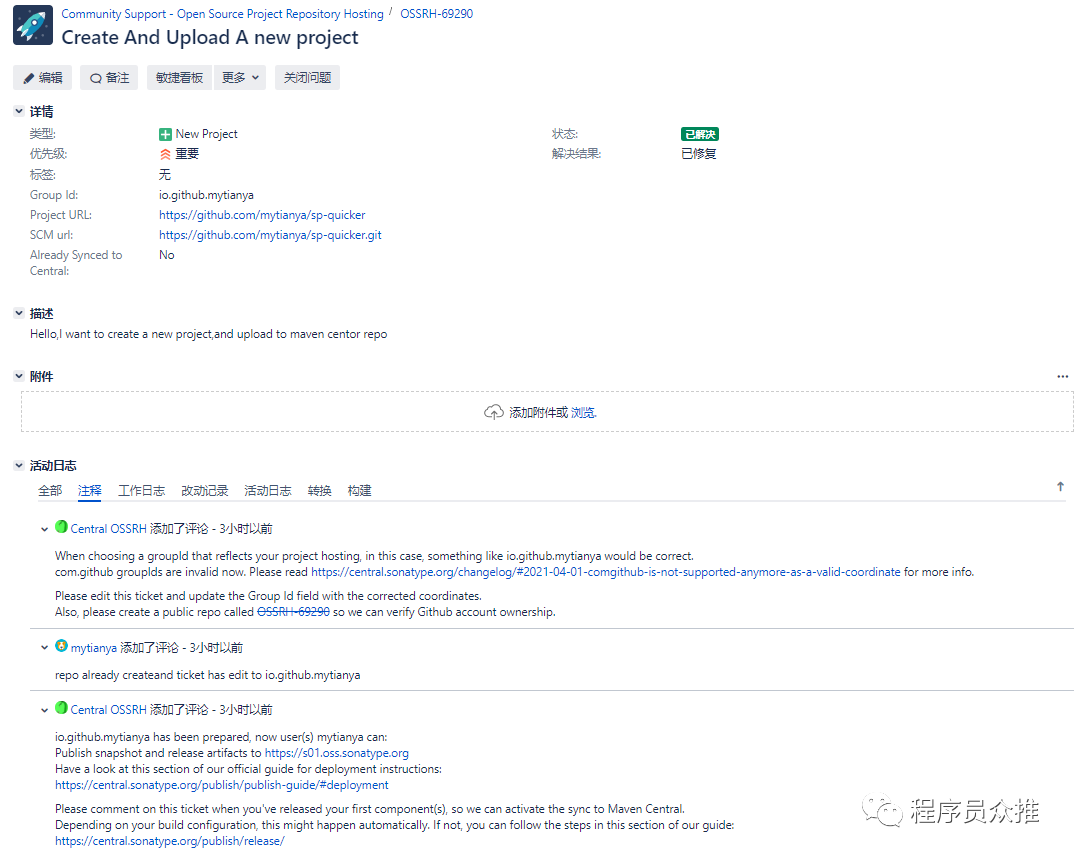 Community Support - Open Source Project Repository Hosting / OSSRH-69290
Create And Upload A new project
编辑 备注 敏捷看板 更多 关闭问题
详情
类型: New Project 状态: 已解决
优先级: 重要 解决结果: 已修复
标签: 无
Group Id: io.github.mytianya
Project URL: https://github.com/mytianya/sp-quicker
SCM url: https://github.com/mytianya/sp-quicker.git
Already Synced to No
Central:
描述
Hello,I want to create a new project,and upload to maven centor repo
附件
添加附件或 浏览.
活动日志
全部 注释 工作日志 改动记录 活动日志 转换 构建
Central OSSRH 添加了评论 - 3小时以前
When choosing a groupId that reflects your project hosting, in this case, something like io.github.mytianya would be correct.
com.github groupIds are invalid now. Please read https://central.sonatype.org/changelog/#2021-04-01-comgithub-is-not-supported-anymore-as-a-valid-coordinate for more info.
Please edit this ticket and update the Group Id field with the corrected coordinates.
Also, please create a public repo called OSSRH-69290 so we can verify Github account ownership.
mytianya 添加了评论 - 3小时以前
repo already createand ticket has edit to io.github.mytianya
Central OSSRH 添加了评论 - 3小时以前
io.github.mytianya has been prepared, now user(s) mytianya can:
Publish snapshot and release artifacts to https://s01.oss.sonatype.org
Have a look at this section of our official guide for deployment instructions:
https://central.sonatype.org/publish/publish-guide/#deployment
Please comment on this ticket when you've released your first component(s), so we can activate the sync to Maven Central.
Depending on your build configuration, this might happen automatically. If not, you can follow the steps in this section of our guide:
https://central.sonatype.org/publish/release/
程序员众推